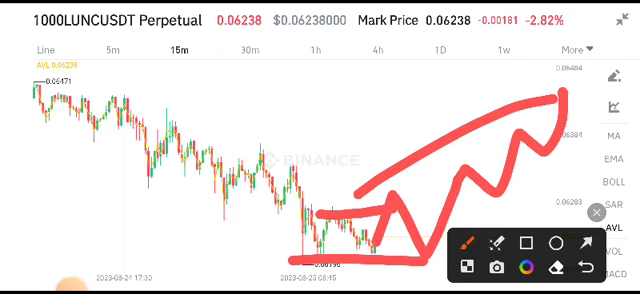 1000LUNCUSDT Perpetual 0.06238 $0.06238000 Mark Price 0.06238 -0.00181 -2.82%
Line 5m 15m 30m 1h 4h 1D 1w More
AVL 0.06238
0.06471
0.06484
0.06384
0.06283
BINANCE
MA
EMA
BOLL
SAR
AVL
VOL
MACD
2023-08-24 17:30 2023-08-25 08:45